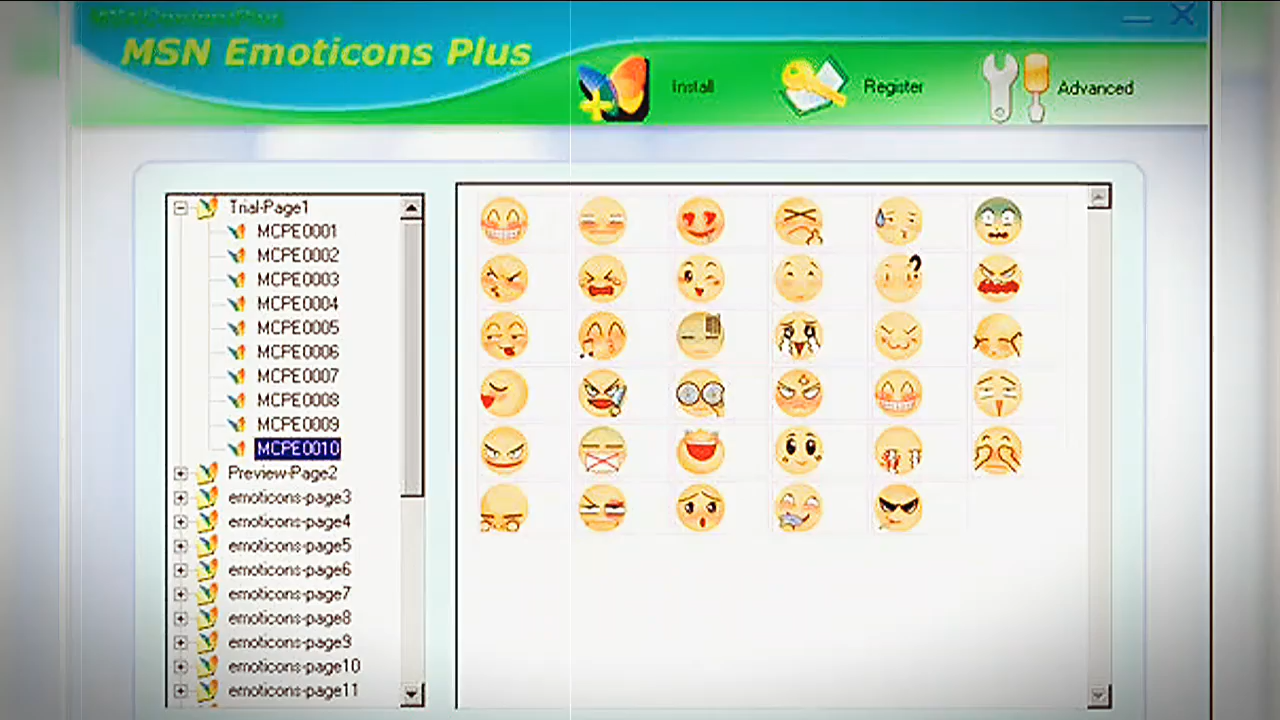 MSN Emoticons Plus
Install
Register
Advanced
Trial-Page1
MCPE0001
MCPE0002
MCPE0003
MCPE0004
MCPE0005
MCPE0006
MCPE0007
MCPE0008
MCPE0009
MCPE0010
Preview-Page2
emoticons-page3
emoticons-page4
emoticons-page5
emoticons-page6
emoticons-page7
emoticons-page8
emoticons-page9
emoticons-page10
emoticons-page11